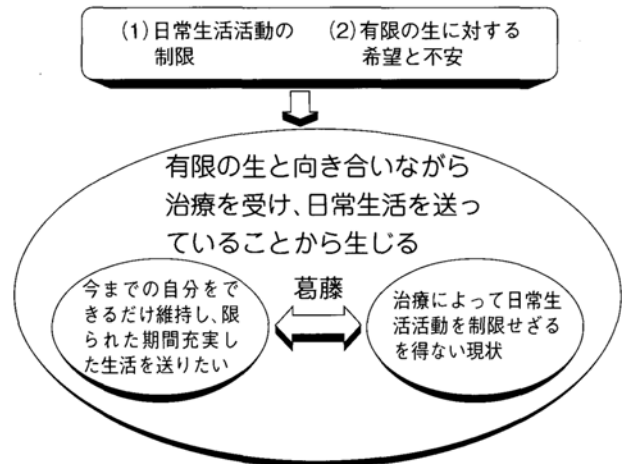 (1)日常生活活動の
制限
(2)有限の生に対する
希望と不安
有限の生と向き合いながら
治療を受け、日常生活を送っ
ていることから生じる
葛藤
今までの自分をで
きるだけ維持し、限
られた期間充実し
た生活を送りたい
治療によって日常生
活活動を制限せざる
を得ない現状